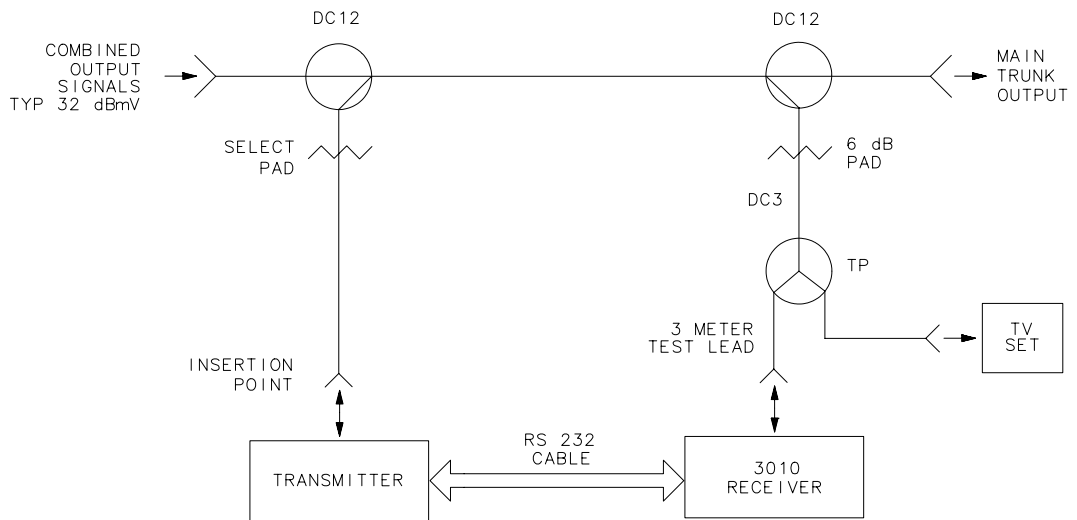 DC12
DC12
COMBINED
OUTPUT
SIGNALS
TYP 32 dBmV
MAIN
TRUNK
OUTPUT
SELECT
PAD
6 dB
PAD
DC3
TP
3 METER
TEST LEAD
TV
SET
INSERTION
POINT
RS 232
CABLE
TRANSMITTER
3010
RECEIVER